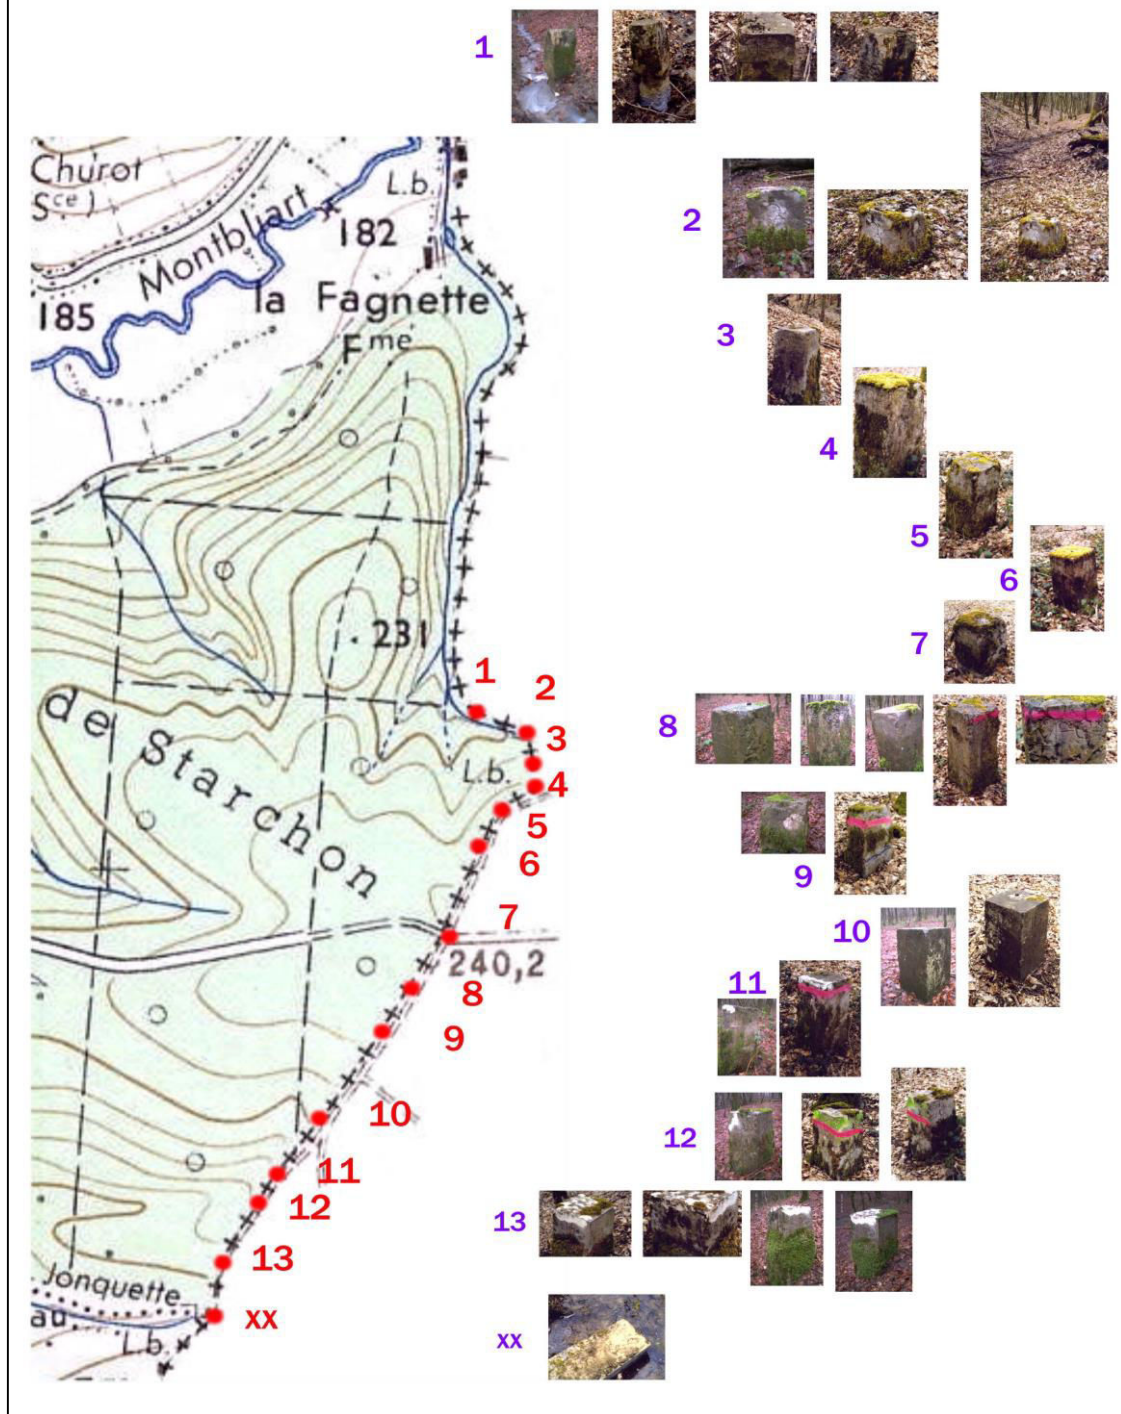 1
Churot
Sce)
L.b.
Montbliart
182
2
185
la Fagnette
Fme
3
4
5
6
231
7
1
2
de Starchon
3
8
L.b.
4
5
6
9
7
10
240,2
8
11
9
10
12
11
12
13
13
Jonquette
au.
xx
L.b.
xx